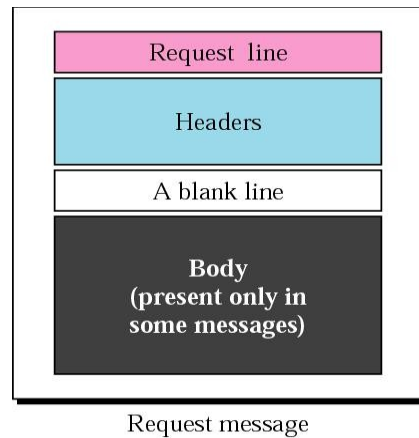 Request line
Headers
A blank line
Body
(present only in
some messages)
Request message